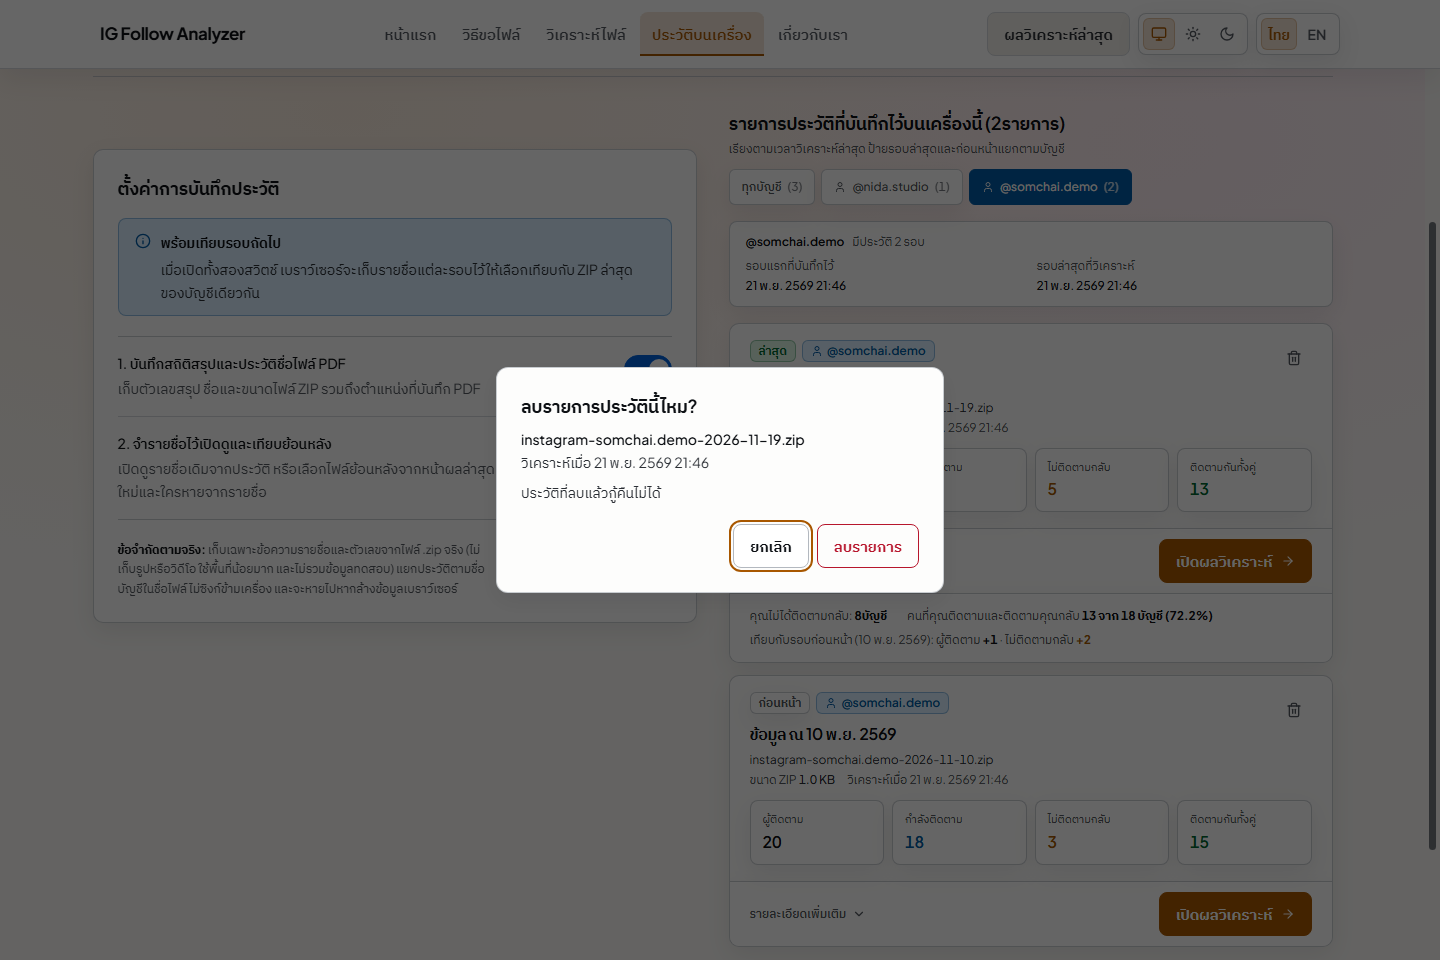 IG Follow Analyzer
หน้าแรก
วิธีขอไฟล์
วิเคราะห์ไฟล์
ประวัติบนเครื่อง
เกี่ยวกับเรา
ผลวิเคราะห์ล่าสุด
ไทย
EN
ตั้งค่าการบันทึกประวัติ
พร้อมเทียบรอบถัดไป
เมื่อเปิดทั้งสองสวิตช์ เบราว์เซอร์จะเก็บรายชื่อแต่ละรอบไว้ให้เลือกเทียบกับ ZIP ล่าสุด
ของบัญชีเดียวกัน
1. บันทึกสถิติสรุปและประวัติชื่อไฟล์ PDF
เก็บตัวเลขสรุป ชื่อและขนาดไฟล์ ZIP รวมถึงตำแหน่งที่บันทึก PDF
2. จำรายชื่อไว้เปิดดูและเทียบย้อนหลัง
เปิดดูรายชื่อเดิมจากประวัติ หรือเลือกไฟล์ย้อนหลังจากหน้าผลล่าสุด
ใหม่และใครหายจากรายชื่อ
ข้อจำกัดตามจริง: เก็บเฉพาะข้อความรายชื่อและตัวเลขจากไฟล์ .zip จริง (ไม่
เก็บรูปหรือวิดีโอ ใช้พื้นที่น้อยมาก และไม่รวมข้อมูลทดสอบ) แยกประวัติตามชื่อ
บัญชีในชื่อไฟล์ ไม่ซิงก์ข้ามเครื่อง และจะหายไปหากล้างข้อมูลเบราว์เซอร์
รายการประวัติที่บันทึกไว้บนเครื่องนี้ (2รายการ)
เรียงตามเวลาวิเคราะห์ล่าสุด ป้ายรอบล่าสุดและก่อนหน้าแยกตามบัญชี
ทุกบัญชี (3)
@nida.studio (1)
@somchai.demo (2)
@somchai.demo มีประวัติ 2 รอบ
รอบแรกที่บันทึกไว้
21 พ.ย. 2569 21:46
รอบล่าสุดที่วิเคราะห์
21 พ.ย. 2569 21:46
ล่าสุด
@somchai.demo
1-19.zip
2569 21:46
ตาม
ไม่ติดตามกลับ
5
ติดตามกันทั้งคู่
13
เปิดผลวิเคราะห์
คุณไม่ได้ติดตามกลับ: 8บัญชี คนที่คุณติดตามและติดตามคุณกลับ 13 จาก 18 บัญชี (72.2%)
เทียบกับรอบก่อนหน้า (10 พ.ย. 2569): ผู้ติดตาม +1 · ไม่ติดตามกลับ +2
ลบรายการประวัตินี้ไหม?
instagram-somchai.demo-2026-11-19.zip
วิเคราะห์เมื่อ 21 พ.ย. 2569 21:46
ประวัติที่ลบแล้วกู้คืนไม่ได้
ยกเลิก
ลบรายการ
ก่อนหน้า
@somchai.demo
ข้อมูล ณ 10 พ.ย. 2569
instagram-somchai.demo-2026-11-10.zip
ขนาด ZIP 1.0 KB วิเคราะห์เมื่อ 21 พ.ย. 2569 21:46
ผู้ติดตาม
20
กำลังติดตาม
18
ไม่ติดตามกลับ
3
ติดตามกันทั้งคู่
15
รายละเอียดเพิ่มเติม
เปิดผลวิเคราะห์